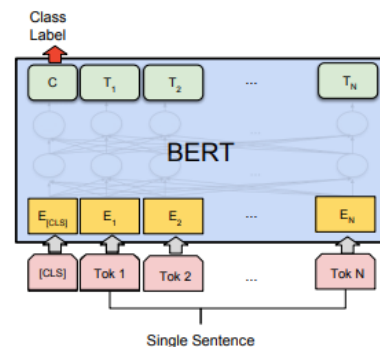 Class
Label
C T1 T2 ... TN
...
BERT
...
E[CLS] E1 E2 ... EN
[CLS] Tok 1 Tok 2 ... Tok N
Single Sentence